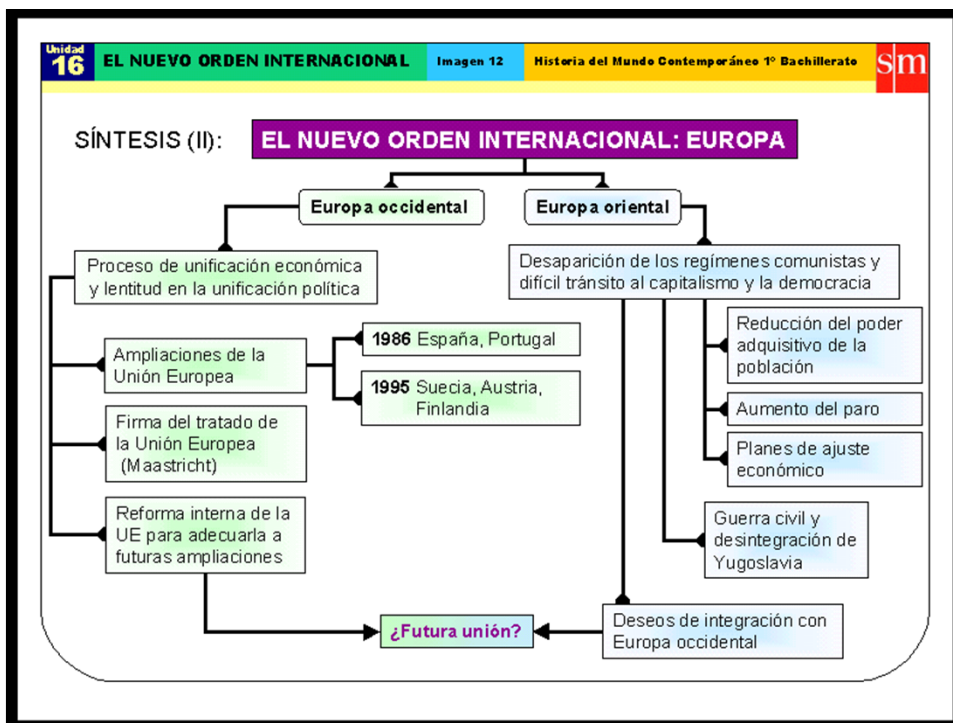 Unidad
16
EL NUEVO ORDEN INTERNACIONAL
Imagen 12
Historia del Mundo Contemporáneo 1º Bachillerato
sm
SÍNTESIS (II):
EL NUEVO ORDEN INTERNACIONAL: EUROPA
Europa occidental
Europa oriental
Proceso de unificación económica
y lentitud en la unificación política
Desaparición de los regímenes comunistas y
difícil tránsito al capitalismo y la democracia
Ampliaciones de la
Unión Europea
1986 España, Portugal
1995 Suecia, Austria,
Finlandia
Firma del tratado de
la Unión Europea
(Maastricht)
Reforma interna de la
UE para adecuarla a
futuras ampliaciones
Reducción del poder
adquisitivo de la
población
Aumento del paro
Planes de ajuste
económico
Guerra civil y
desintegración de
Yugoslavia
Deseos de integración con
Europa occidental
¿Futura unión?